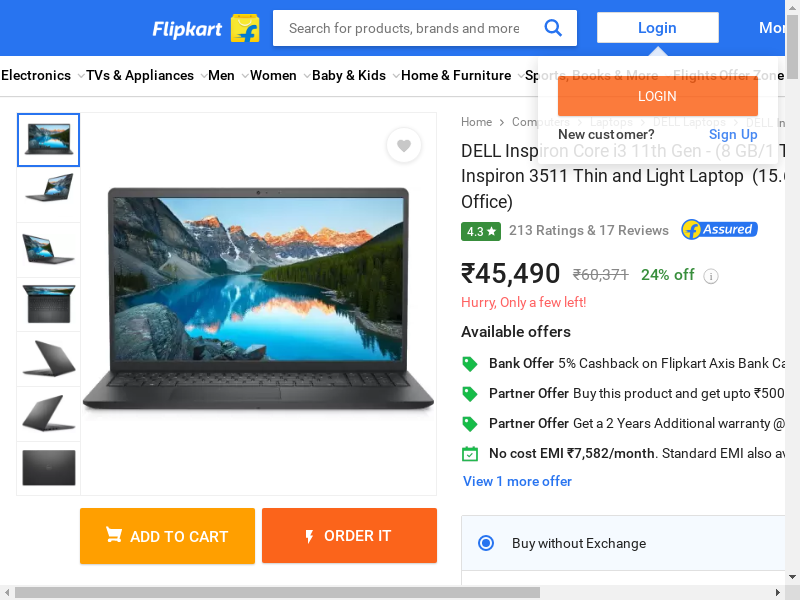 Flipkart
Search for products, brands and more
Login
Mor
Electronics
TVs & Appliances
Men
Women
Baby & Kids
Home & Furniture
Sports, Books & More
Flights Offer Zone
LOGIN
New customer?
Sign Up
Home > Computers > Laptops > DELL Laptops > DELL In
DELL Inspiron Core i3 11th Gen - (8 GB/1 T
Inspiron 3511 Thin and Light Laptop (15.6
Office)
4.3 ★ 213 Ratings & 17 Reviews Assured
₹45,490 ₹60,371 24% off i
Hurry, Only a few left!
Available offers
Bank Offer 5% Cashback on Flipkart Axis Bank Ca
Partner Offer Buy this product and get upto ₹500
Partner Offer Get a 2 Years Additional warranty @
No cost EMI ₹7,582/month. Standard EMI also av
View 1 more offer
ADD TO CART
ORDER IT
Buy without Exchange